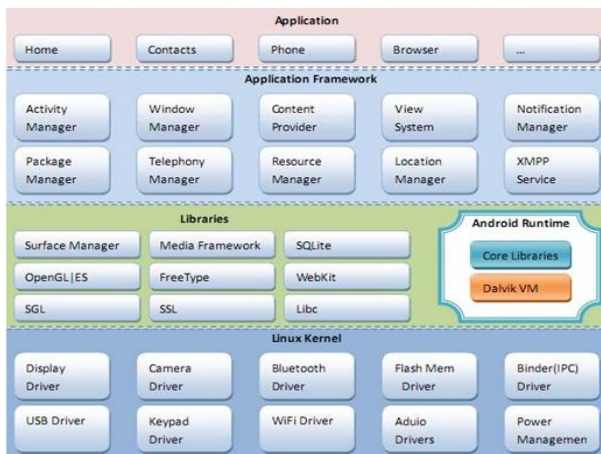 Application
Home
Contacts
Phone
Browser
...
Application Framework
Activity
Manager
Window
Manager
Content
Provider
View
System
Notification
Manager
Package
Manager
Telephony
Manager
Resource
Manager
Location
Manager
XMPP
Service
Libraries
Surface Manager
Media Framework
SQLite
OpenGL|ES
FreeType
WebKit
SGL
SSL
Libc
Android Runtime
Core Libraries
Dalvik VM
Linux Kernel
Display
Driver
Camera
Driver
Bluetooth
Driver
Flash Mem
Driver
Binder(IPC)
Driver
USB Driver
Keypad
Driver
WiFi Driver
Aduio
Drivers
Power
Managemen